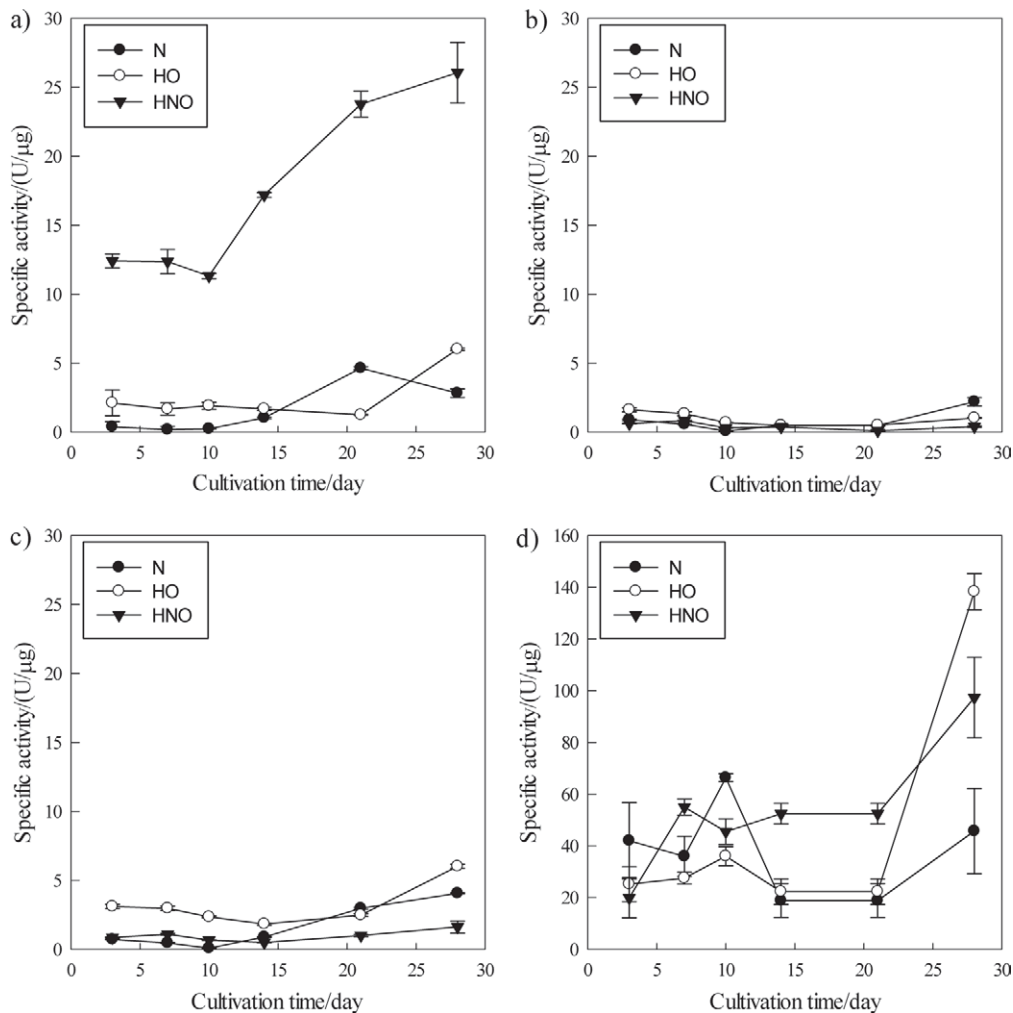 a)
N
HO
HNO
30
25
20
15
10
5
0
Specific activity/(U/μg)
0 5 10 15 20 25 30
Cultivation time/day
b)
N
HO
HNO
30
25
20
15
10
5
0
Specific activity/(U/μg)
0 5 10 15 20 25 30
Cultivation time/day
c)
N
HO
HNO
30
25
20
15
10
5
0
Specific activity/(U/μg)
0 5 10 15 20 25 30
Cultivation time/day
d)
N
HO
HNO
160
140
120
100
80
60
40
20
0
Specific activity/(U/μg)
0 5 10 15 20 25 30
Cultivation time/day